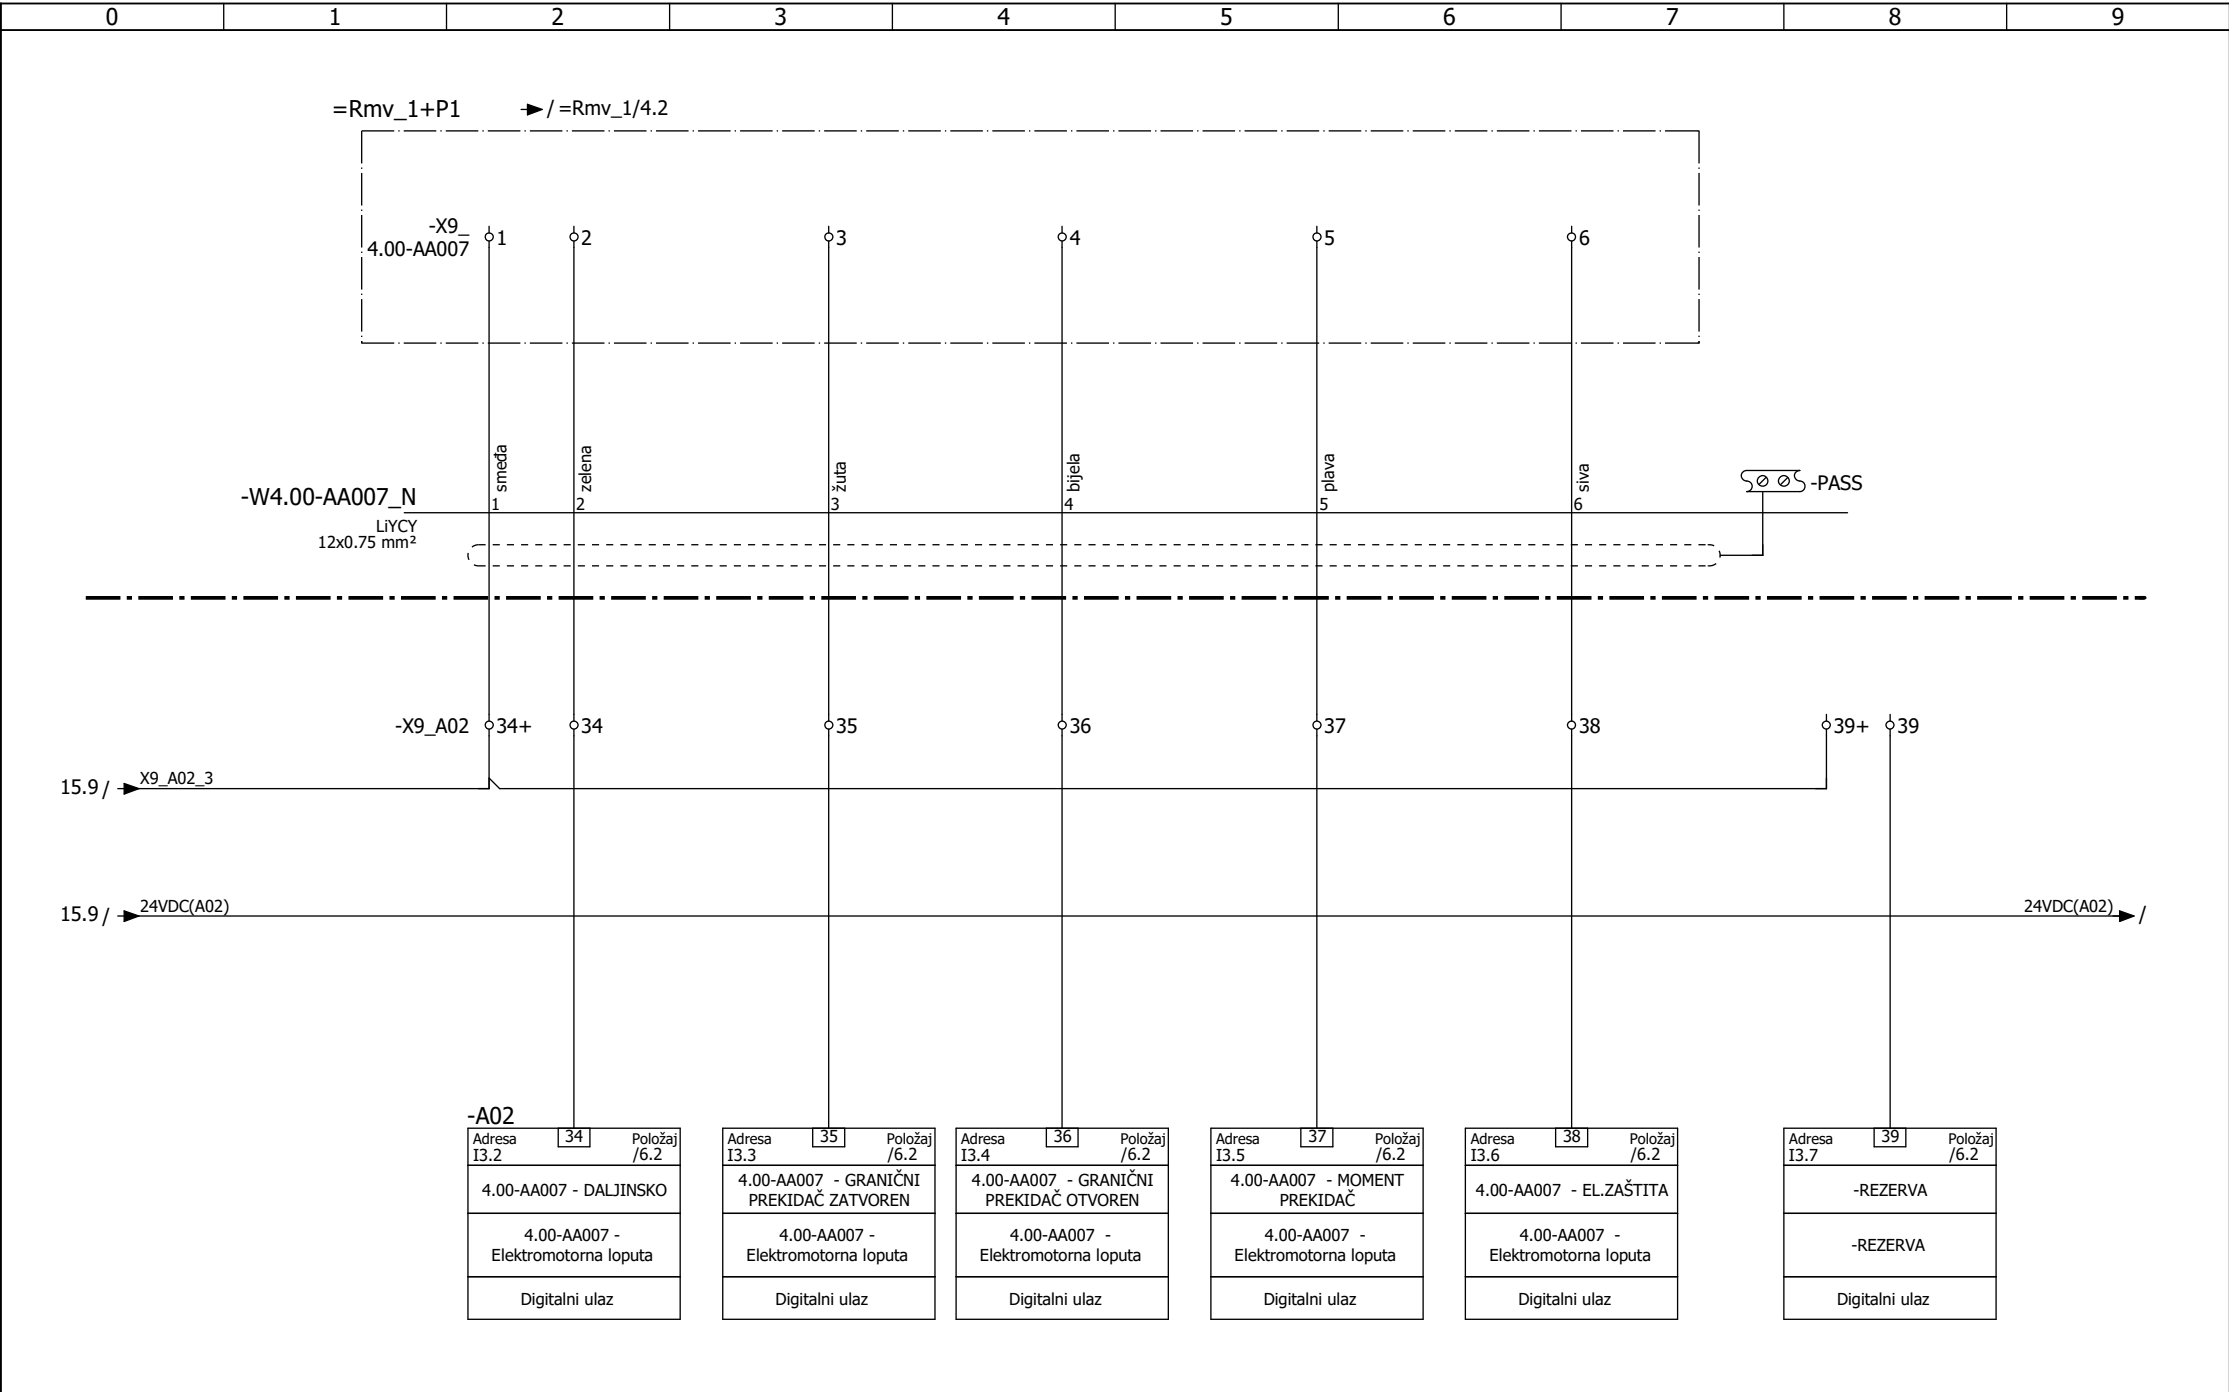 0 1 2 3 4 5 6 7 8 9
=Rmv_1+P1 / =Rmv_1/4.2
-X9_
4.00-AA007
1 2 3 4 5 6
smeđa zelena žuta bijela plava siva
-W4.00-AA007_N
1 2 3 4 5 6
-PASS
LiYCY
12x0.75 mm²
-X9_A02 34+ 34 35 36 37 38 39+ 39
15.9 / X9_A02_3
15.9 / 24VDC(A02) 24VDC(A02) /
-A02
Adresa 34 Položaj
I3.2 /6.2
4.00-AA007 - DALJINSKO
4.00-AA007 -
Elektromotorna loputa
Digitalni ulaz
Adresa 35 Položaj
I3.3 /6.2
4.00-AA007 - GRANIČNI
PREKIDAČ ZATVOREN
4.00-AA007 -
Elektromotorna loputa
Digitalni ulaz
Adresa 36 Položaj
I3.4 /6.2
4.00-AA007 - GRANIČNI
PREKIDAČ OTVOREN
4.00-AA007 -
Elektromotorna loputa
Digitalni ulaz
Adresa 37 Položaj
I3.5 /6.2
4.00-AA007 - MOMENT
PREKIDAČ
4.00-AA007 -
Elektromotorna loputa
Digitalni ulaz
Adresa 38 Položaj
I3.6 /6.2
4.00-AA007 - EL.ZAŠTITA
4.00-AA007 -
Elektromotorna loputa
Digitalni ulaz
Adresa 39 Položaj
I3.7 /6.2
-REZERVA
-REZERVA
Digitalni ulaz